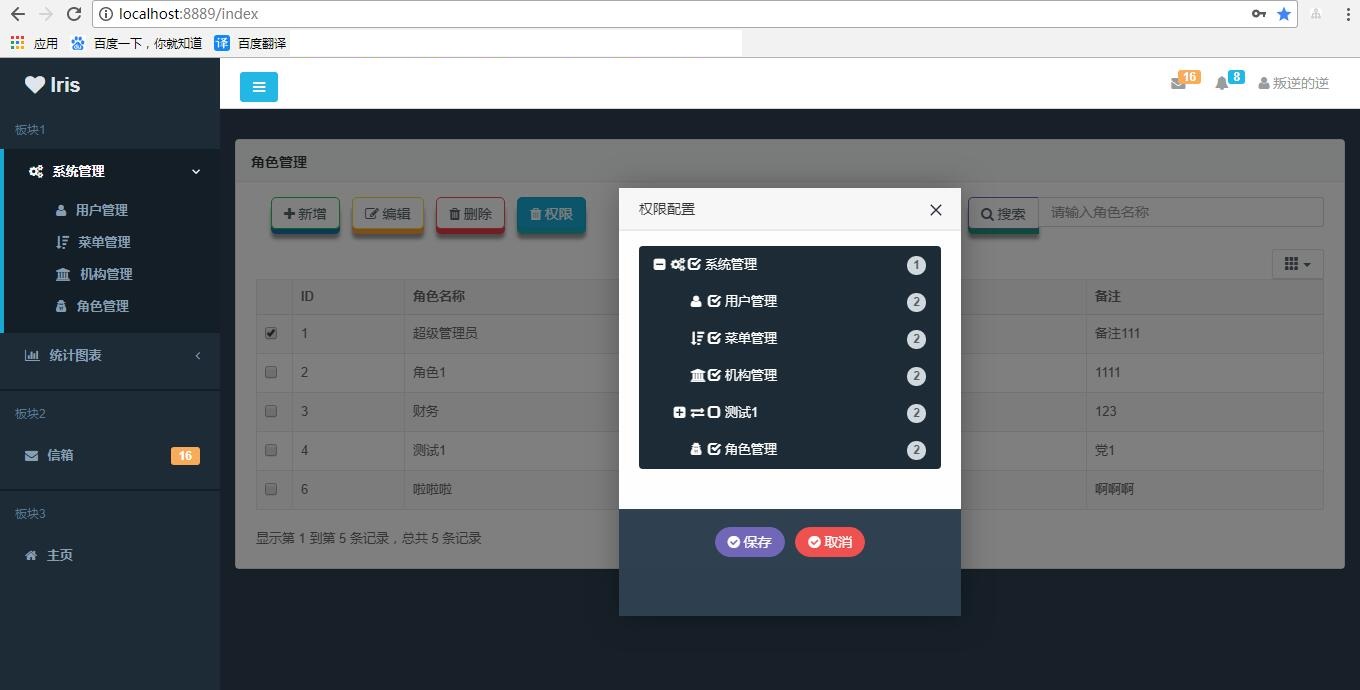 localhost:8889/index
应用 百度一下，你就知道 译 百度翻译
Iris
16 8 叛逆的逆
板块1
系统管理
用户管理
菜单管理
机构管理
角色管理
统计图表
板块2
信箱 16
板块3
主页
角色管理
新增 编辑 删除 权限 搜索 请输入角色名称
ID 角色名称 备注
1 超级管理员 备注111
2 角色1 1111
3 财务 123
4 测试1 党1
6 啦啦啦 啊啊啊
显示第 1 到第 5 条记录，总共 5 条记录
权限配置
系统管理 1
用户管理 2
菜单管理 2
机构管理 2
测试1 2
角色管理 2
保存 取消